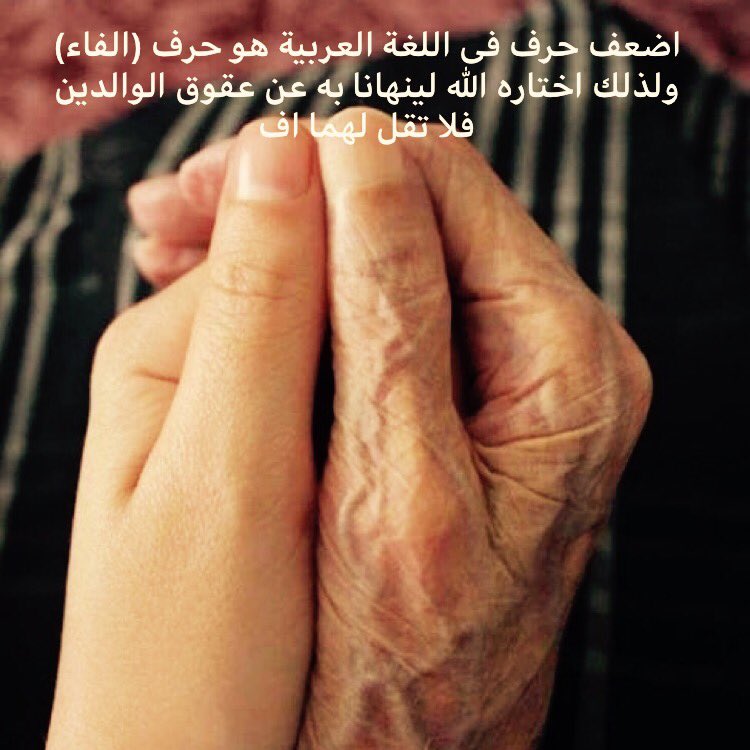 اضعف حرف فى اللغة العربية هو حرف (الفاء)
ولذلك اختاره الله لينهانا به عن عقوق الوالدين
فلا تقل لهما اف